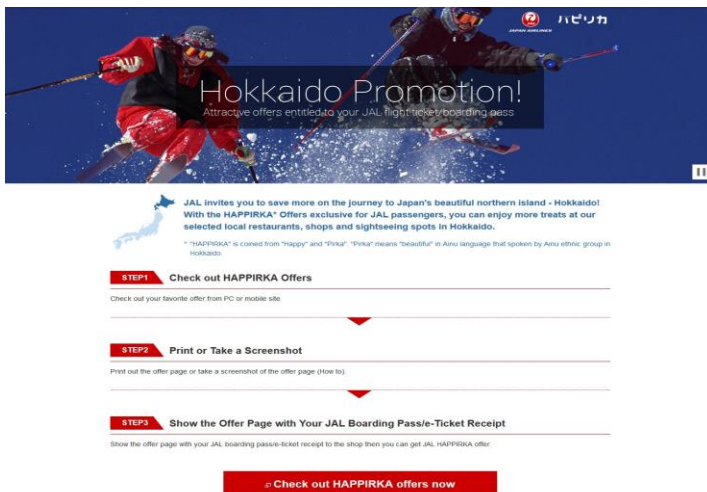 JAPAN AIRLINES
ハピリカ
Hokkaido Promotion!
Attractive offers entitled to your JAL flight ticket/boarding pass
JAL invites you to save more on the journey to Japan's beautiful northern island - Hokkaido!
With the HAPPIRKA* Offers exclusive for JAL passengers, you can enjoy more treats at our
selected local restaurants, shops and sightseeing spots in Hokkaido.
* "HAPPIRKA" is coined from "Happy" and "Pirka". "Pirka" means "beautiful" in Ainu language that spoken by Ainu ethnic group in
Hokkaido.
STEP1 Check out HAPPIRKA Offers
Check out your favorite offer from PC or mobile site.
STEP2 Print or Take a Screenshot
Print out the offer page or take a screenshot of the offer page (How to).
STEP3 Show the Offer Page with Your JAL Boarding Pass/e-Ticket Receipt
Show the offer page with your JAL boarding pass/e-ticket receipt to the shop then you can get JAL HAPPIRKA offer.
Check out HAPPIRKA offers now